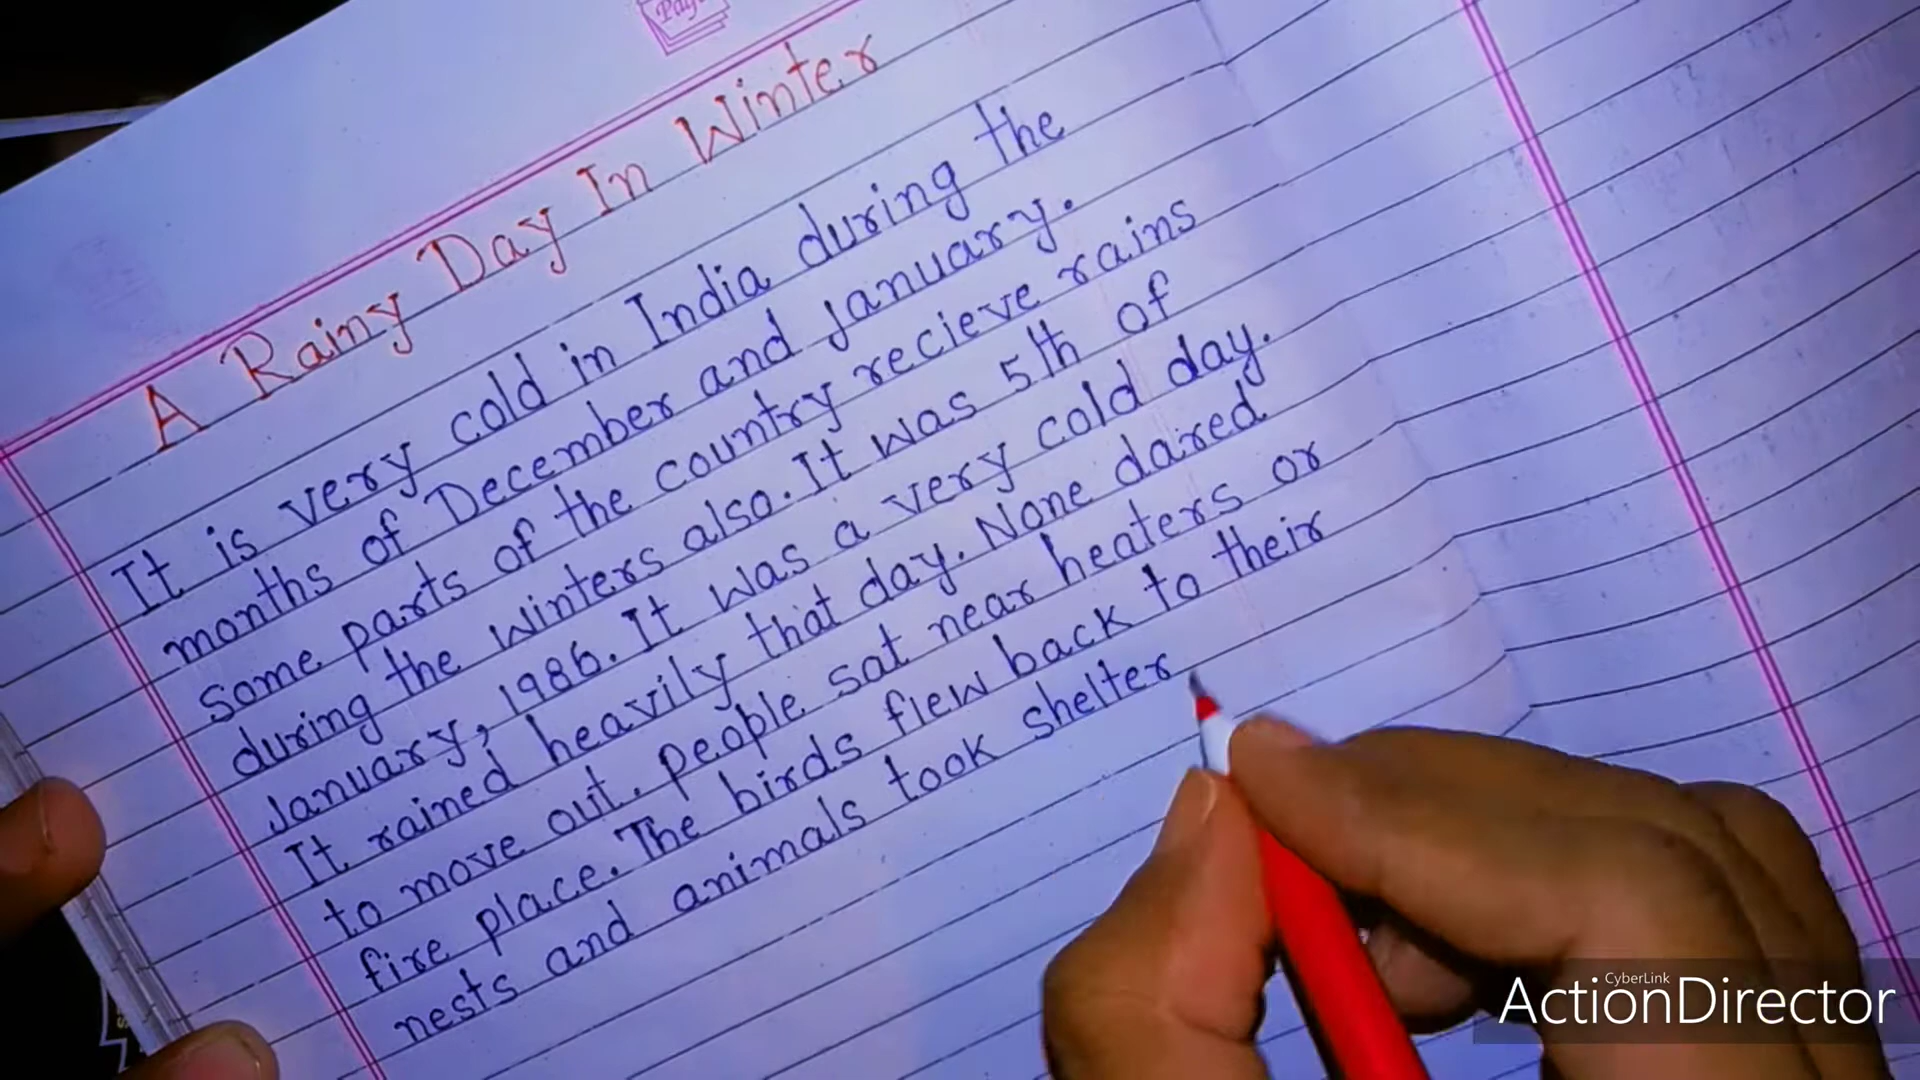 Page
A Rainy Day In Winter
It is very cold in India during the
months of December and January.
Some parts of the country recieve rains
during the winters also. It was 5th of
January, 1986. It was a very cold day.
It rained heavily that day. None dared
to move out. people sat near heaters or
fire place. The birds flew back to their
nests and animals took shelter
CyberLink
ActionDirector